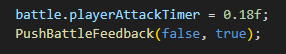 battle.playerAttackTimer = 0.18f;
PushBattleFeedback(false, true);